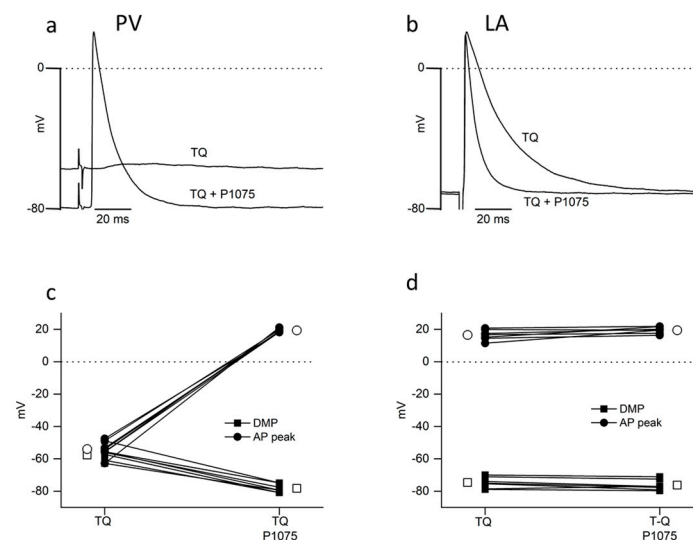 a PV
0
mV
-80
TQ
TQ + P1075
20 ms
b LA
0
mV
-80
TQ
TQ + P1075
20 ms
c
20
0
-20
-40
-60
-80
mV
DMP
AP peak
TQ
TQ
P1075
d
20
0
-20
-40
-60
-80
mV
DMP
AP peak
TQ
T-Q
P1075